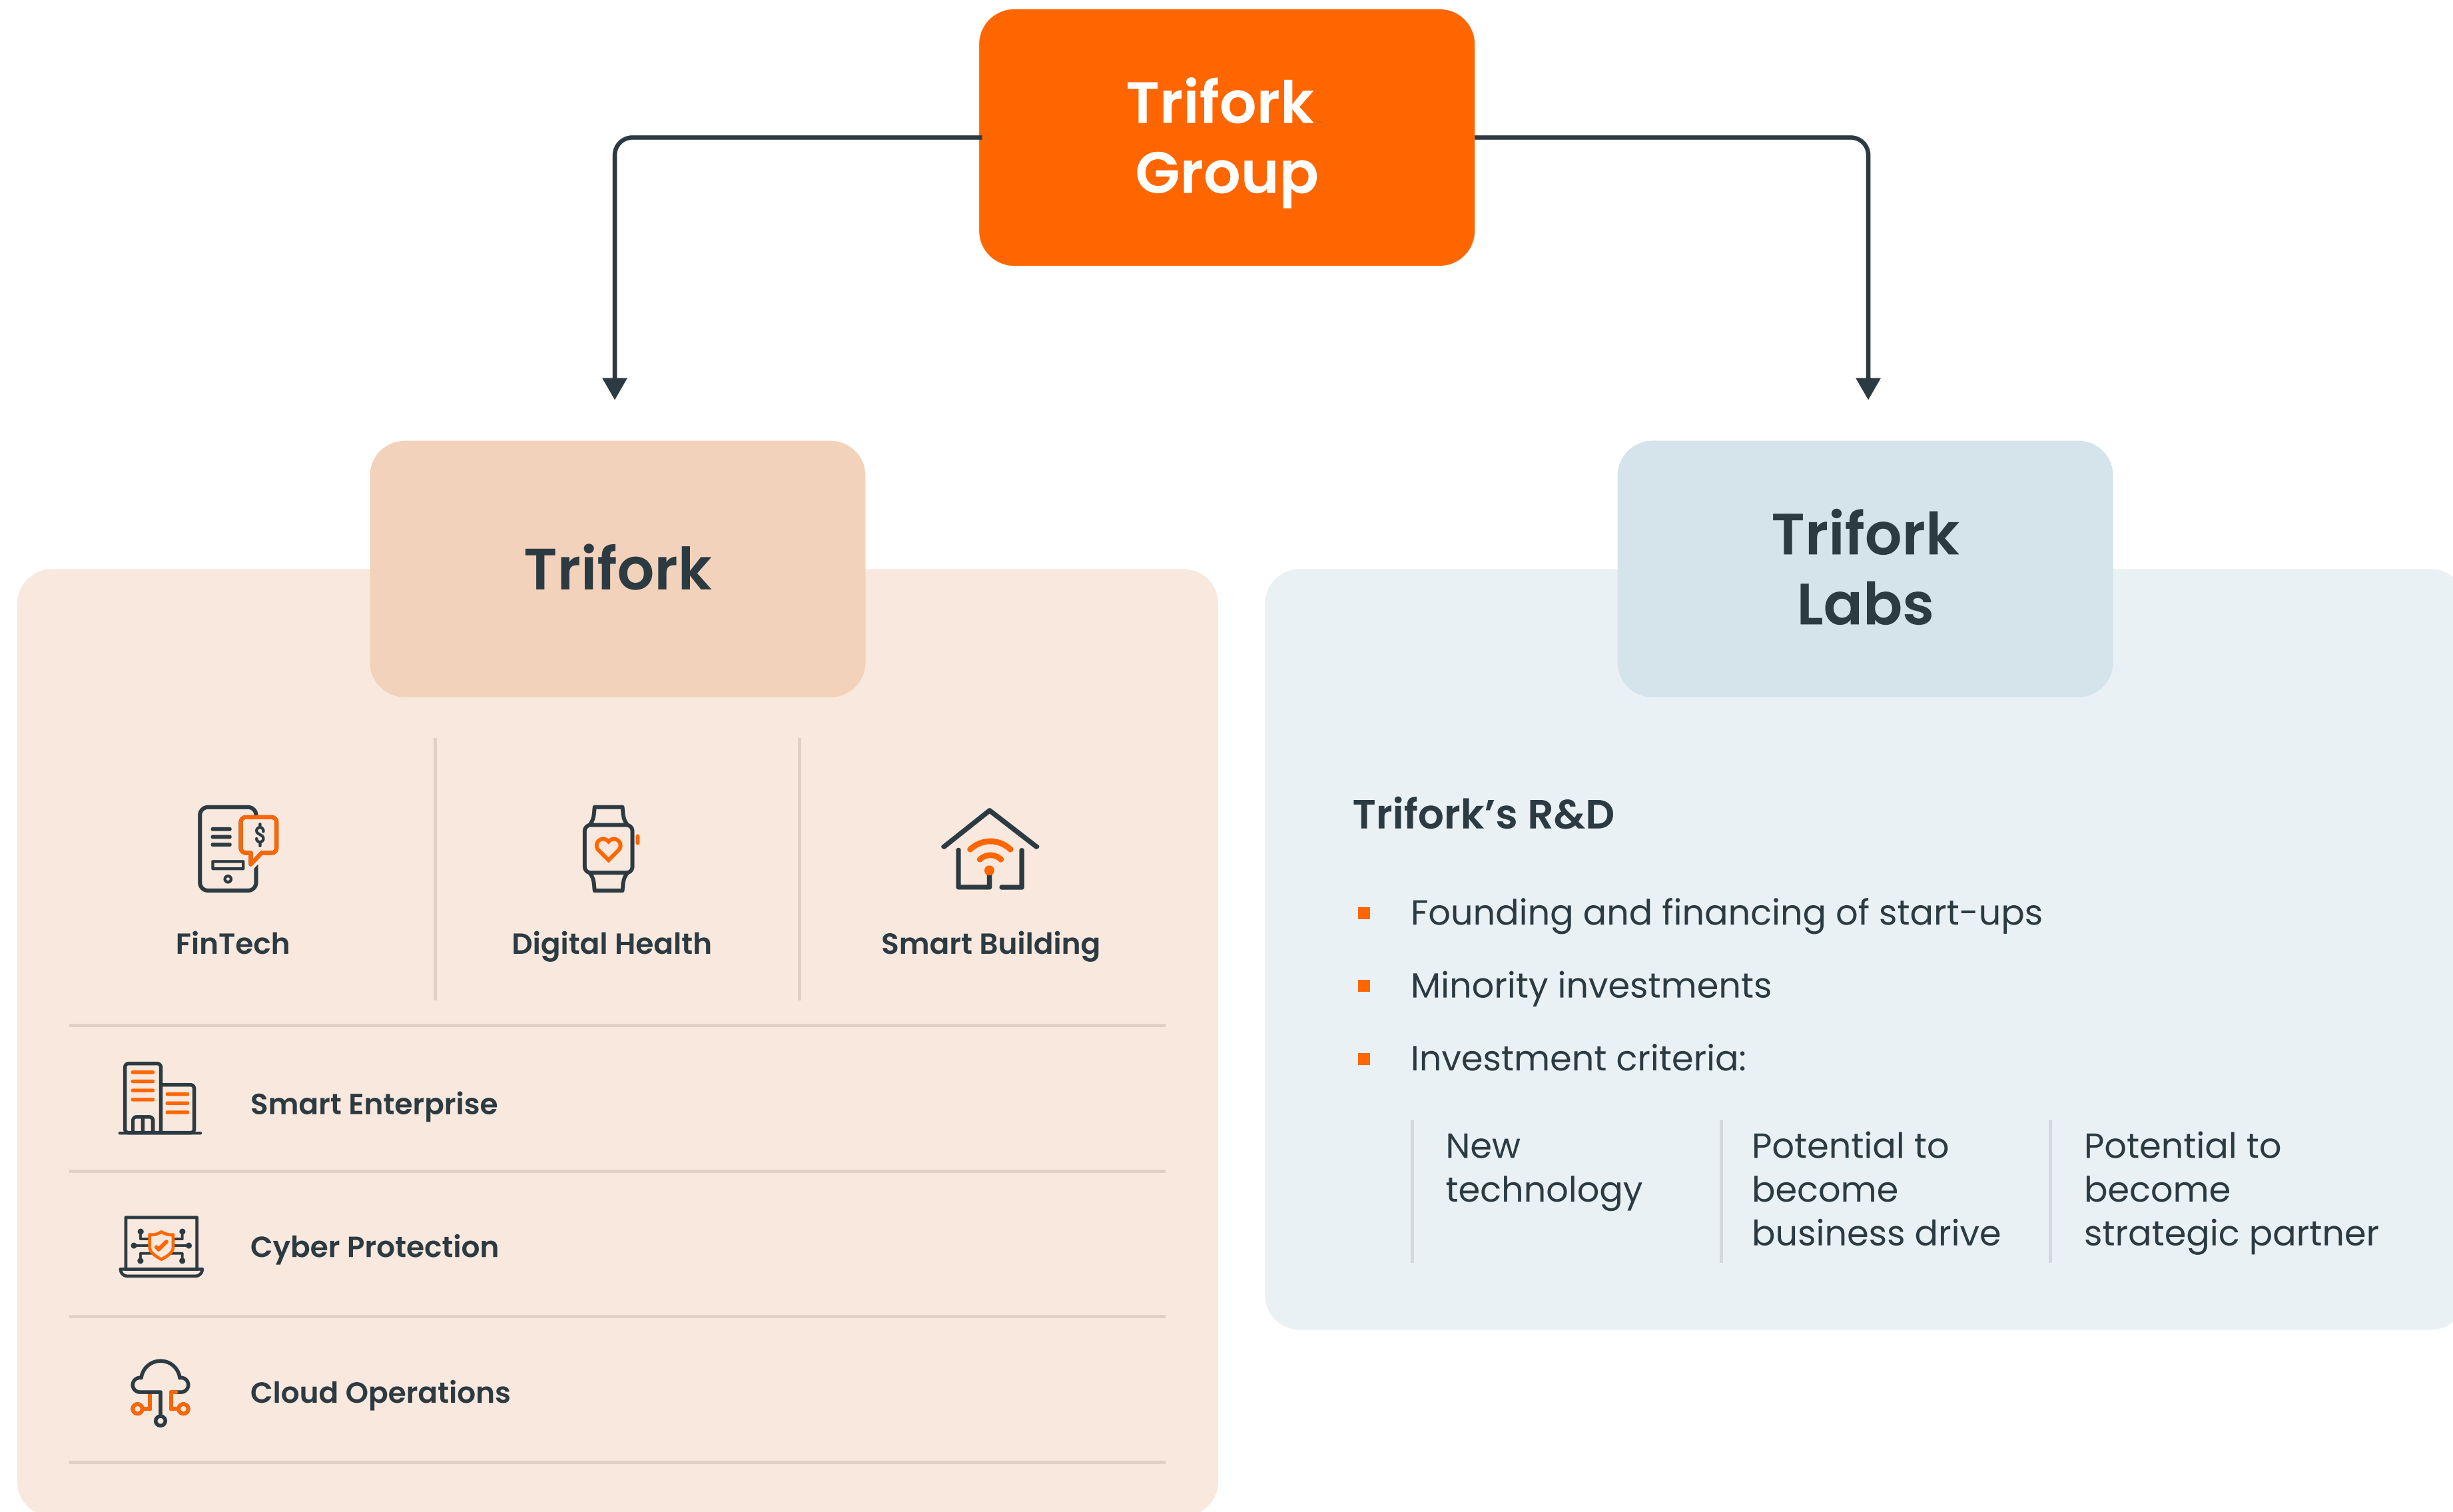 Trifork
Group
Trifork
FinTech
Digital Health
Smart Building
Smart Enterprise
Cyber Protection
Cloud Operations
Trifork
Labs
Trifork’s R&D
Founding and financing of start-ups
Minority investments
Investment criteria:
New
technology
Potential to
become
business drive
Potential to
become
strategic partner